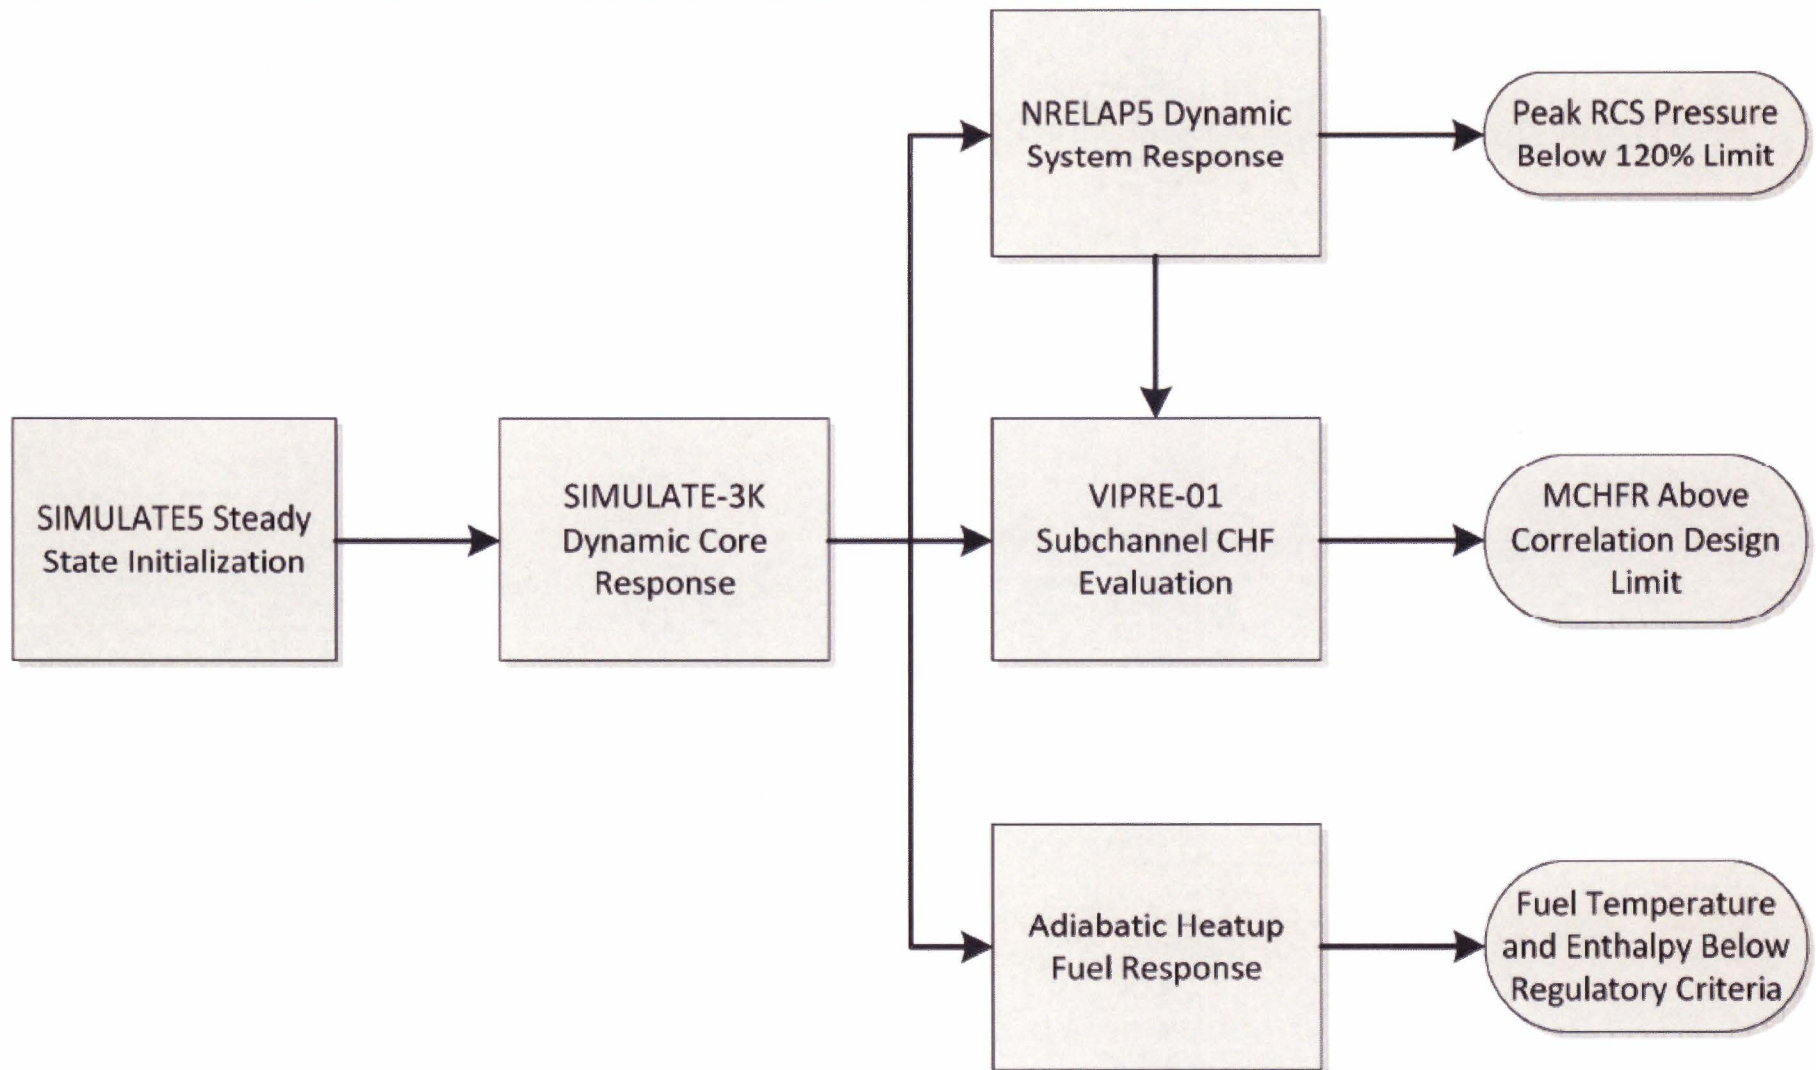 NRELAP5 Dynamic
System Response
Peak RCS Pressure
Below 120% Limit
SIMULATE5 Steady
State Initialization
SIMULATE-3K
Dynamic Core
Response
VIPRE-01
Subchannel CHF
Evaluation
MCHFR Above
Correlation Design
Limit
Adiabatic Heatup
Fuel Response
Fuel Temperature
and Enthalpy Below
Regulatory Criteria